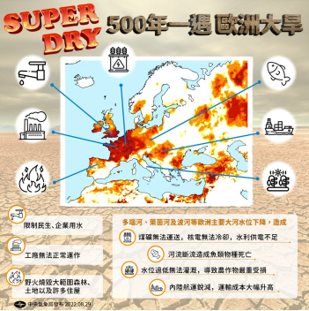 SUPER DRY
500年一遇 歐洲大旱
限制民生、企業用水
工廠無法正常運作
野火燒毀大範圍森林、
土地以及許多住屋
中央氣象局發布 2022.08.29
多瑙河、萊茵河及波河等歐洲主要大河水位下降,造成
煤礦無法運送,核電無法冷卻,水利供電不足
河流斷流造成魚類物種死亡
水位過低無法灌溉,導致農作物嚴重受損
內陸航運銳減,運輸成本大幅升高